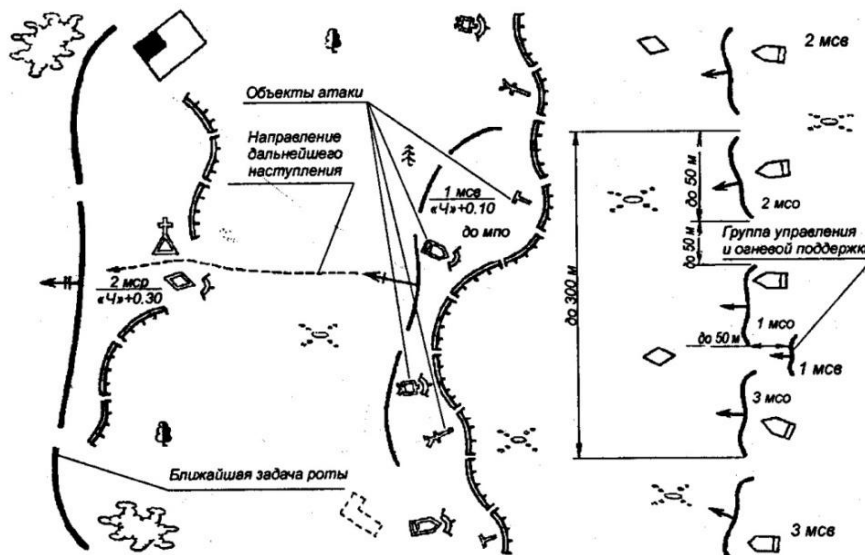 2 мсв
Объекты атаки
Направление
дальнейшего
наступления
1 мсв
«Ч»+0.10
до мпо
до 50 м
2 мсо
до 50 м
Группа управления
и огневой поддержк
до 300 м
2 мср
«Ч»+0.30
1 мсо
до 50 м
1 мсв
3 мсо
Ближайшая задача роты
3 мсв